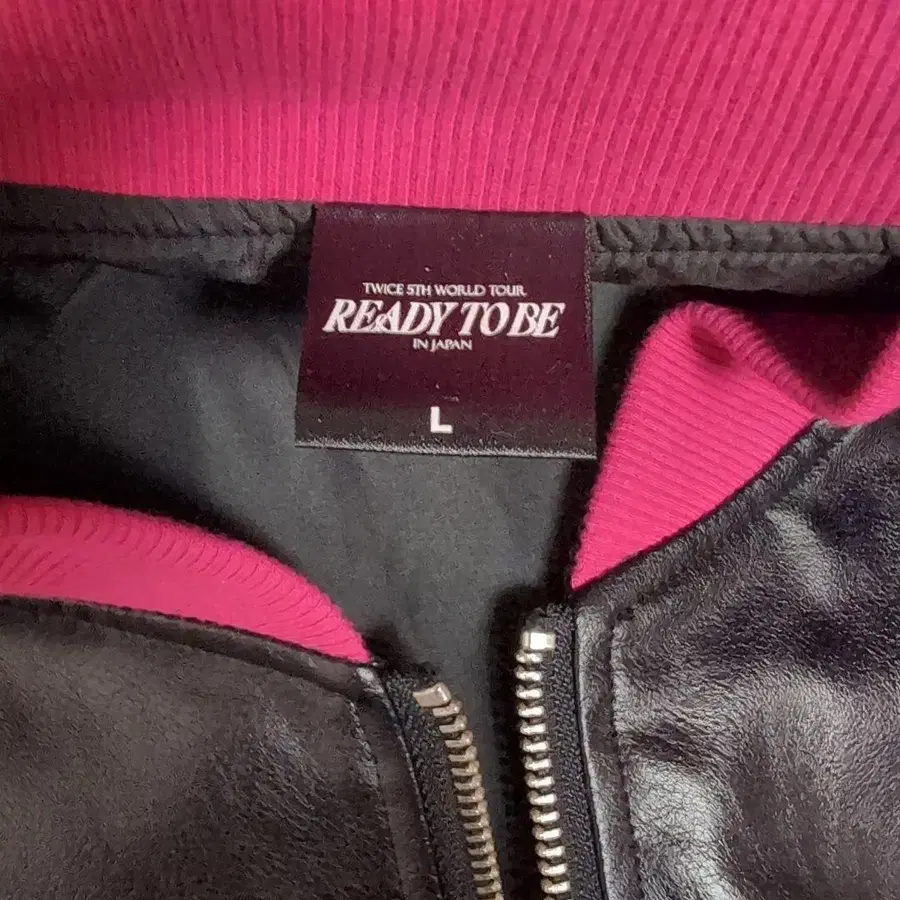 TWICE 5TH WORLD TOUR
READY TO BE
IN JAPAN
L